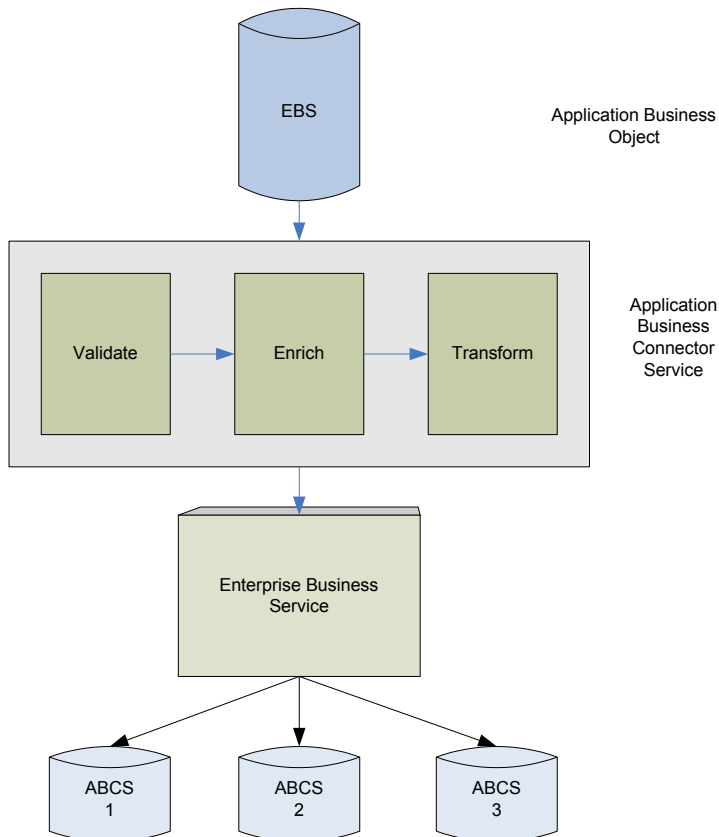 EBS
Application Business
Object
Validate
Enrich
Transform
Application
Business
Connector
Service
Enterprise Business
Service
ABCS
1
ABCS
2
ABCS
3